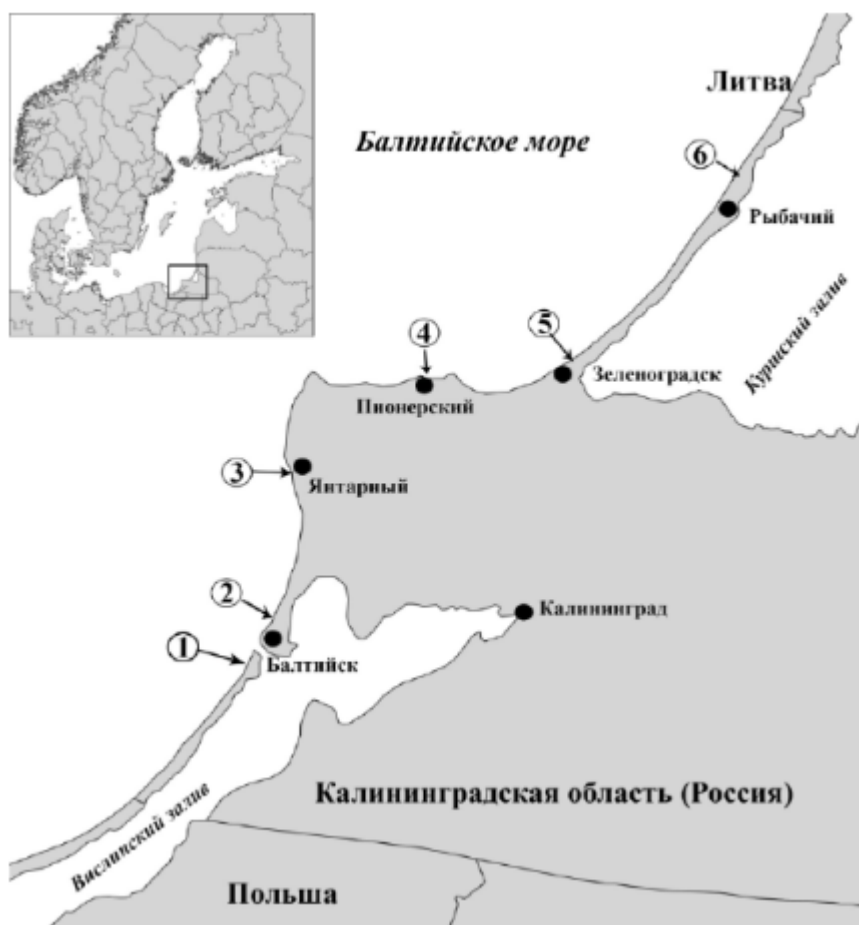 Литва
Балтийское море
6
Рыбачий
5
4
Зеленоградск
Куршский залив
Пионерский
3
Янтарный
2
Калининград
1
Балтийск
Калининградская область (Россия)
Вислинский залив
Польша